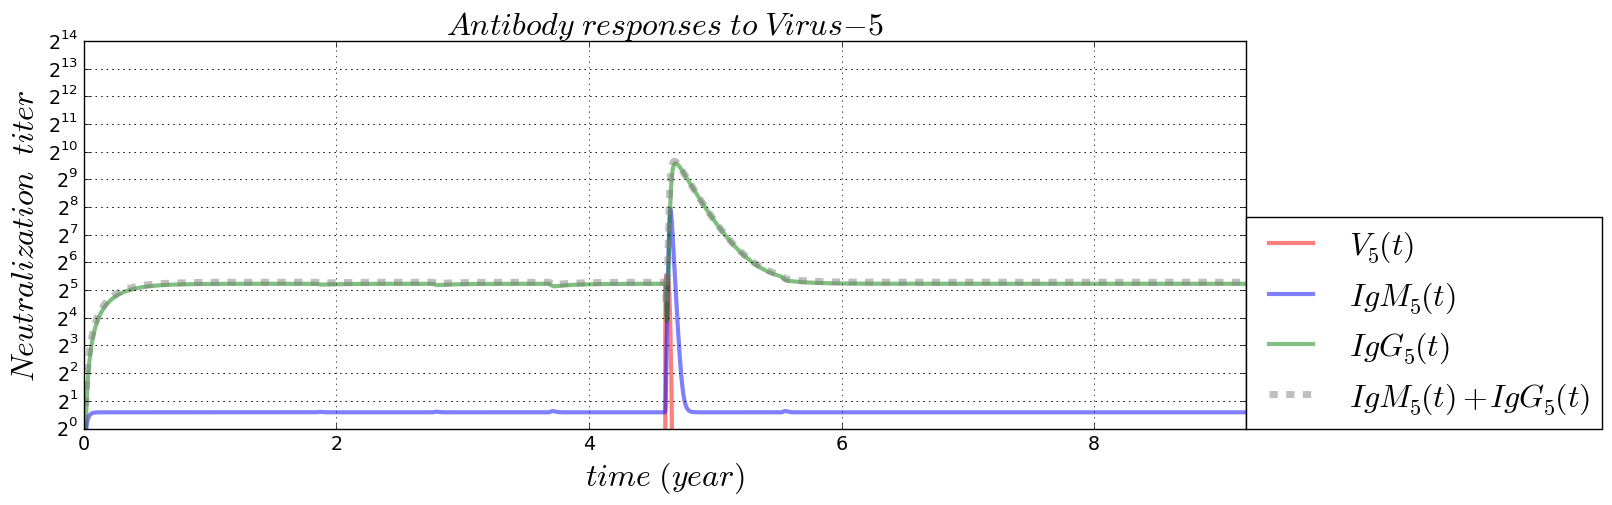 Antibody responses to Virus−5
2^14
2^13
2^12
2^11
2^10
2^9
2^8
2^7
2^6
2^5
2^4
2^3
2^2
2^1
2^0
Neutralization titer
0 2 4 6 8
time (year)
V_5(t)
IgM_5(t)
IgG_5(t)
IgM_5(t)+IgG_5(t)